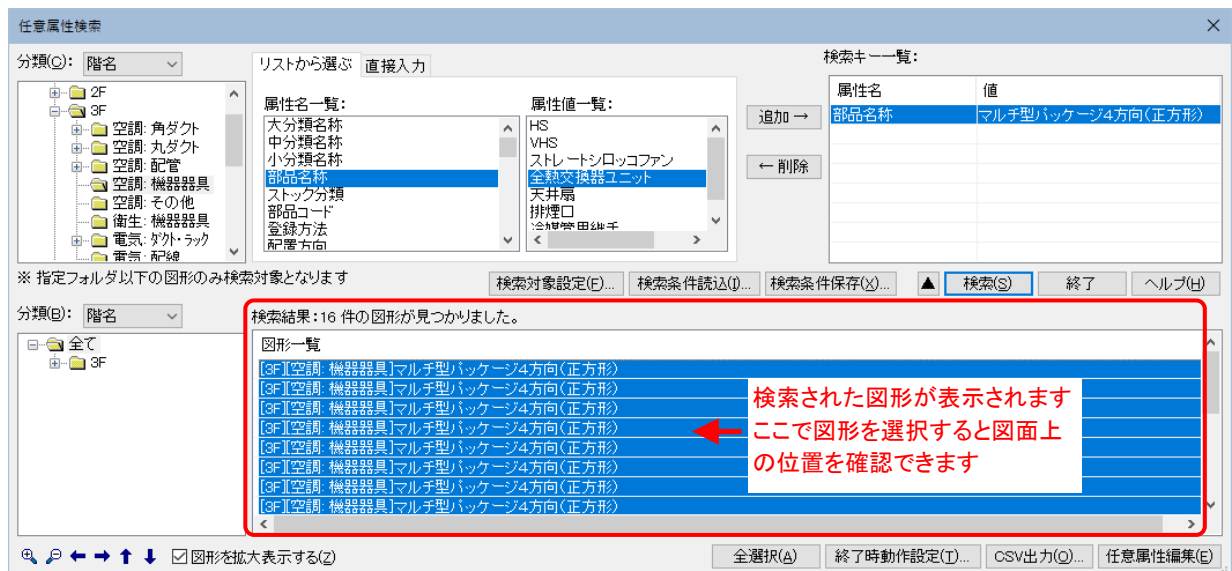 任意属性検索
分類(C):
階名
2F
3F
空調: 角ダクト
空調: 丸ダクト
空調: 配管
空調: 機器器具
空調: その他
衛生: 機器器具
電気: ダクト・ラック
電気: 配線
リストから選ぶ
直接入力
属性名一覧:
大分類名称
中分類名称
小分類名称
部品名称
ストック分類
部品コード
登録方法
配置方向
属性値一覧:
HS
VHS
ストレートシロッコファン
全熱交換器ユニット
天井扇
排煙口
冷媒管用継手
追加→
←削除
検索キー一覧:
属性名 値
部品名称 マルチ型パッケージ4方向(正方形)
※ 指定フォルダ以下の図形のみ検索対象となります
検索対象設定(F)...
検索条件読込(I)...
検索条件保存(X)...
▲
検索(S)
終了
ヘルプ(H)
分類(B):
階名
全て
3F
検索結果:16 件の図形が見つかりました。
図形一覧
[3F][空調: 機器器具]マルチ型パッケージ4方向(正方形)
[3F][空調: 機器器具]マルチ型パッケージ4方向(正方形)
[3F][空調: 機器器具]マルチ型パッケージ4方向(正方形)
[3F][空調: 機器器具]マルチ型パッケージ4方向(正方形)
[3F][空調: 機器器具]マルチ型パッケージ4方向(正方形)
[3F][空調: 機器器具]マルチ型パッケージ4方向(正方形)
[3F][空調: 機器器具]マルチ型パッケージ4方向(正方形)
[3F][空調: 機器器具]マルチ型パッケージ4方向(正方形)
検索された図形が表示されます
ここで図形を選択すると図面上
の位置を確認できます
図形を拡大表示する(Z)
全選択(A)
終了時動作設定(T)...
CSV出力(O)...
任意属性編集(E)